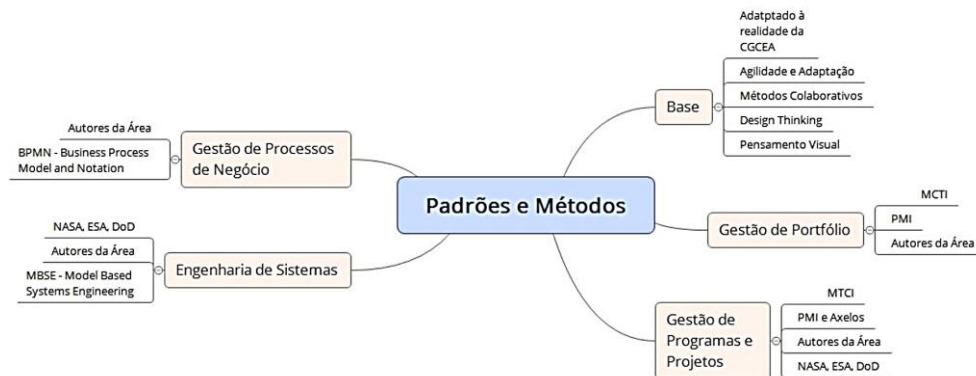 Padrões e Métodos
Base
Adatptado à
realidade da
CGCEA
Agilidade e Adaptação
Métodos Colaborativos
Design Thinking
Pensamento Visual
Gestão de Portfólio
MCTI
PMI
Autores da Área
Gestão de
Programas e
Projetos
MTCI
PMI e Axelos
Autores da Área
NASA, ESA, DoD
Gestão de Processos
de Negócio
Autores da Área
BPMN - Business Process
Model and Notation
Engenharia de Sistemas
NASA, ESA, DoD
Autores da Área
MBSE - Model Based
Systems Engineering